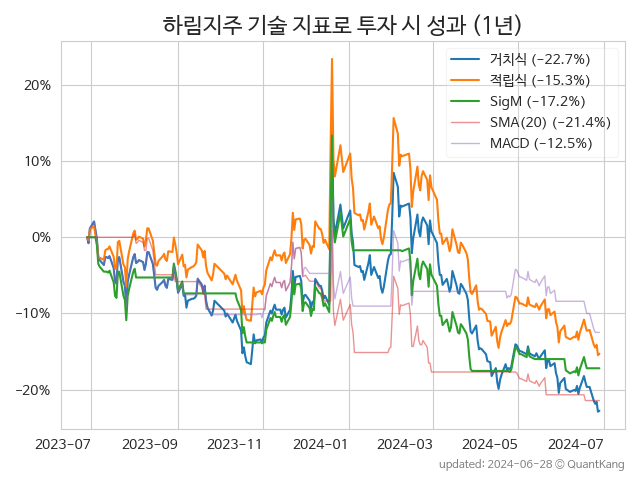 하림지주 기술 지표로 투자 시 성과 (1년)
거치식 (−22.7%)
적립식 (−15.3%)
SigM (−17.2%)
SMA(20) (−21.4%)
MACD (−12.5%)
20%
10%
0%
−10%
−20%
2023-07
2023-09
2023-11
2024-01
2024-03
2024-05
2024-07
updated: 2024-06-28 © QuantKang